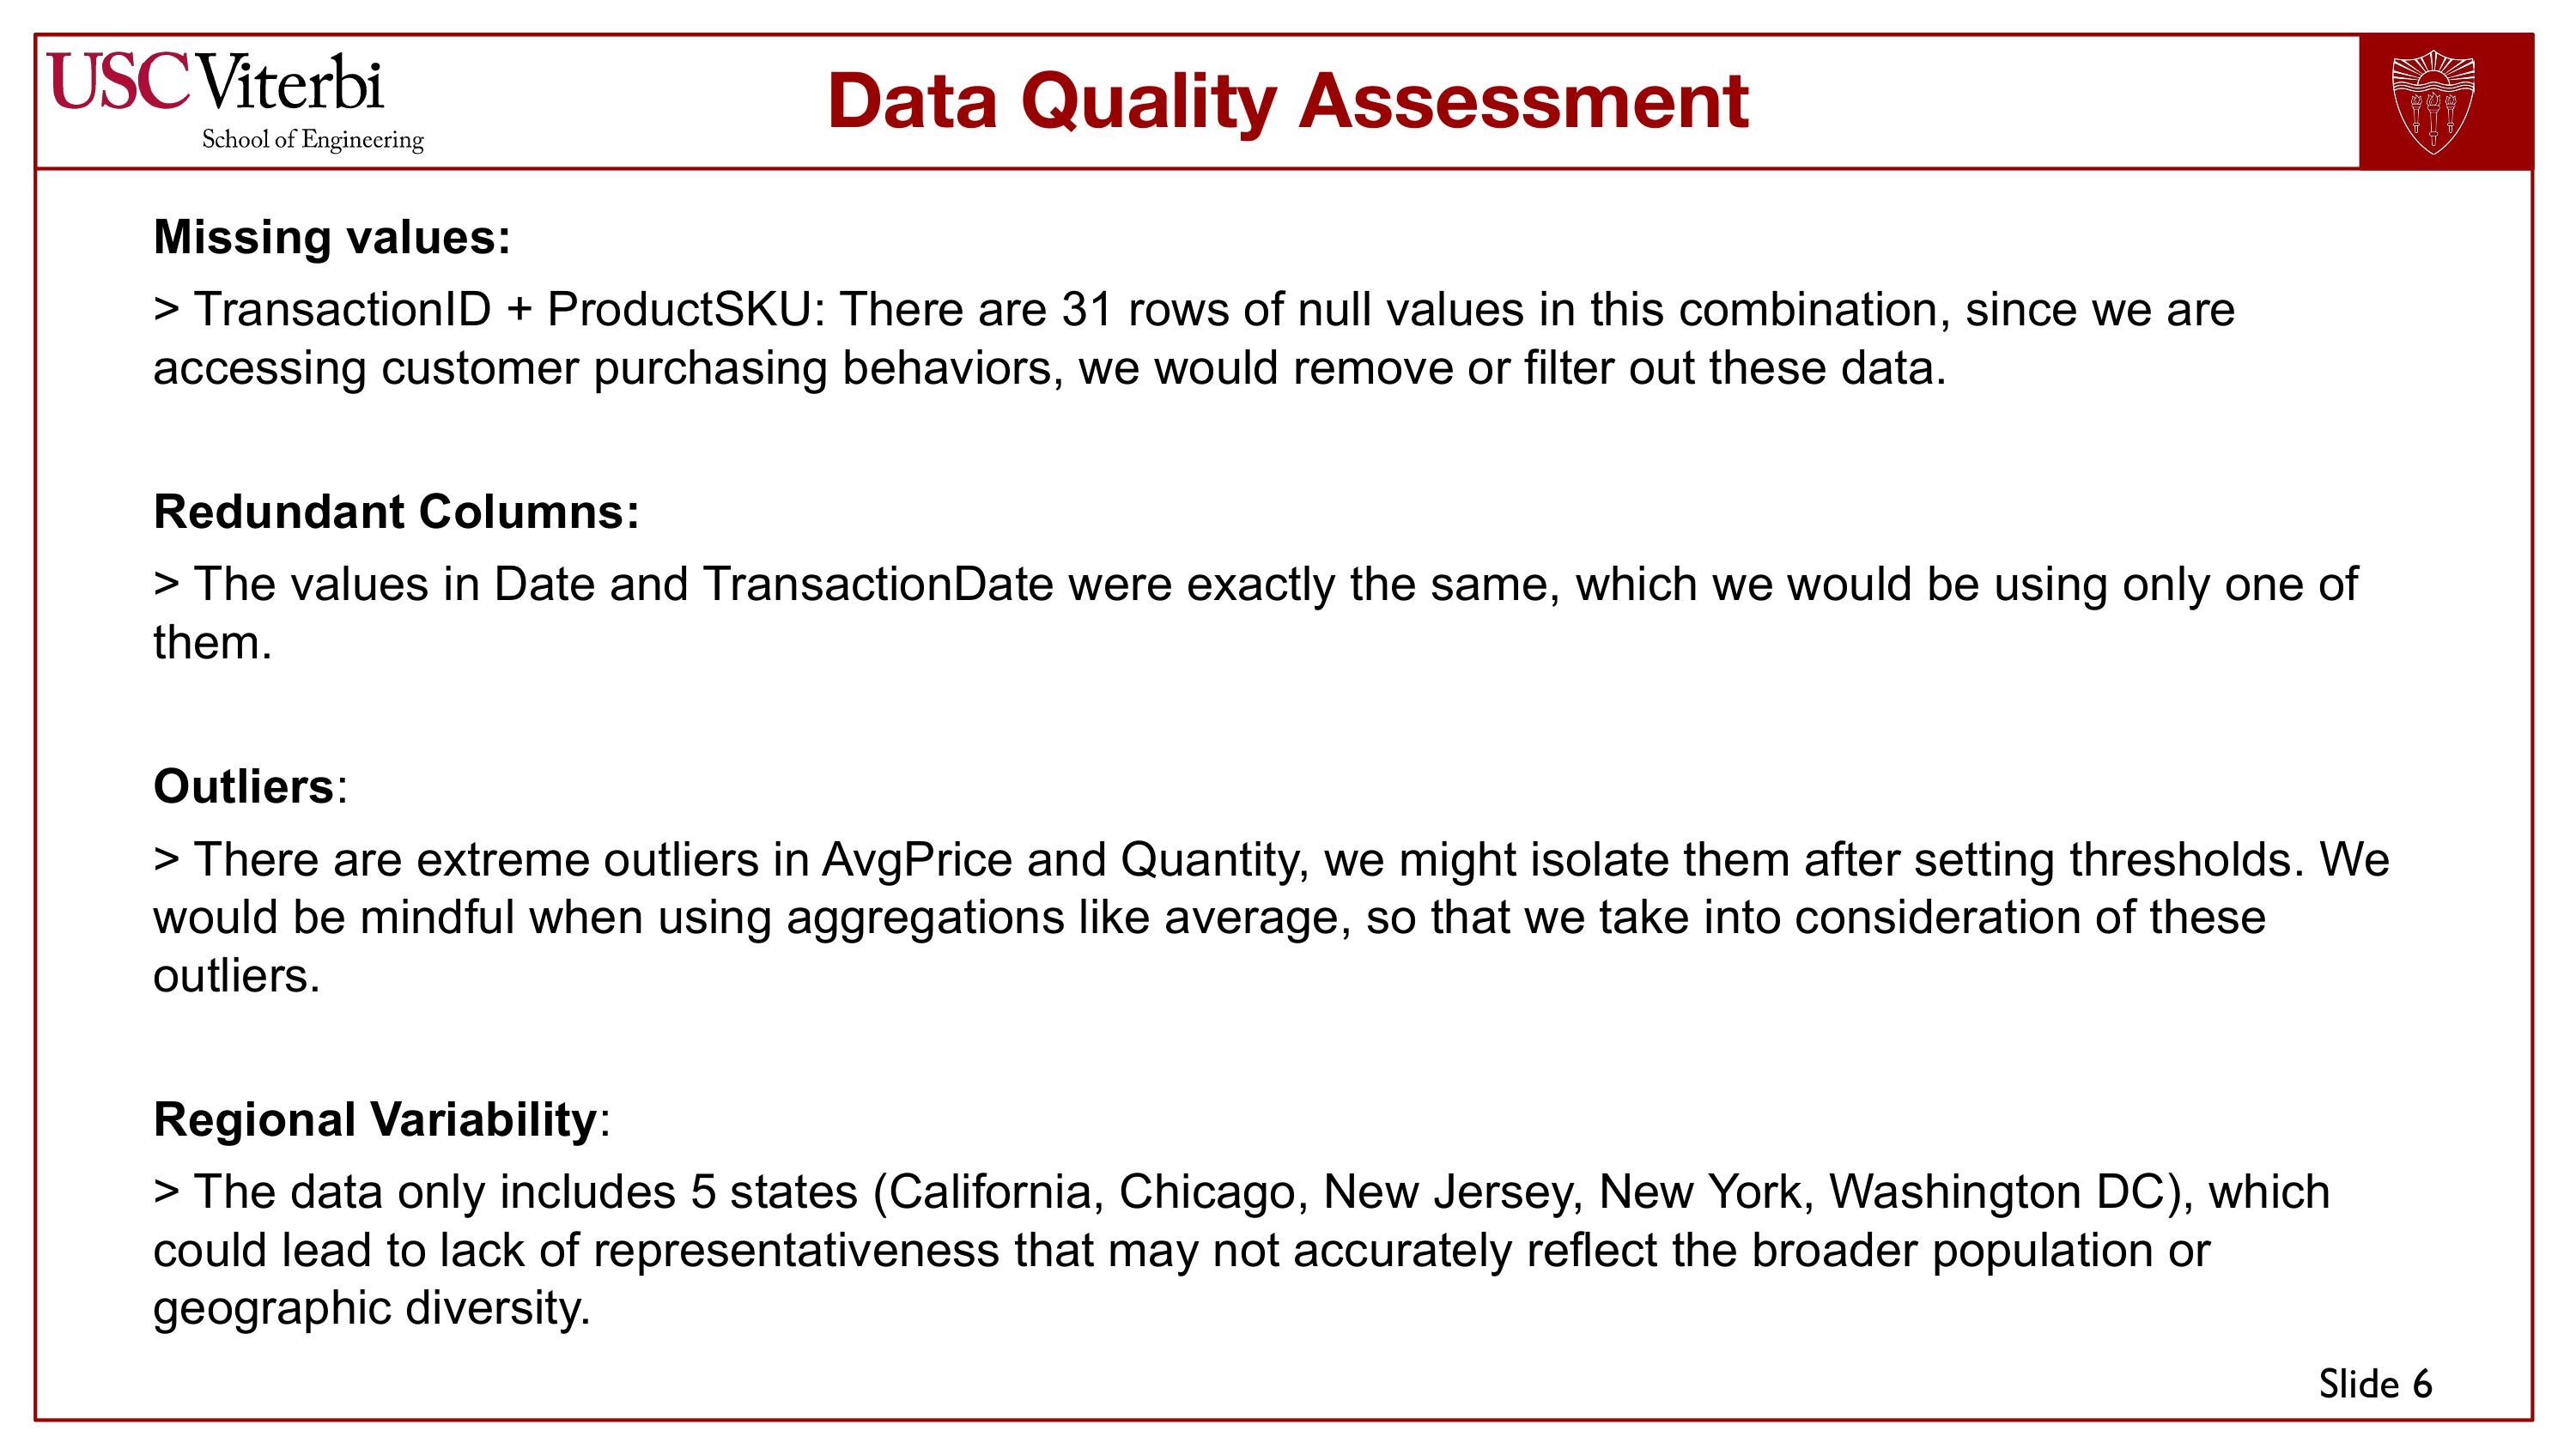 USC Viterbi
School of Engineering
Data Quality Assessment
Missing values:
> TransactionID + ProductSKU: There are 31 rows of null values in this combination, since we are
accessing customer purchasing behaviors, we would remove or filter out these data.
Redundant Columns:
> The values in Date and TransactionDate were exactly the same, which we would be using only one of
them.
Outliers:
> There are extreme outliers in AvgPrice and Quantity, we might isolate them after setting thresholds. We
would be mindful when using aggregations like average, so that we take into consideration of these
outliers.
Regional Variability:
> The data only includes 5 states (California, Chicago, New Jersey, New York, Washington DC), which
could lead to lack of representativeness that may not accurately reflect the broader population or
geographic diversity.
Slide 6